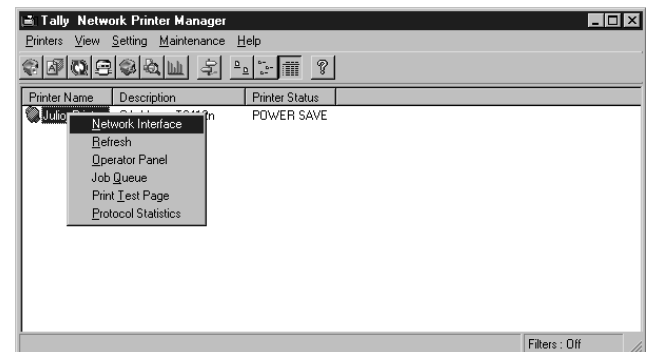 Tally Network Printer Manager
Printers View Setting Maintenance Help
Printer Name Description Printer Status
POWER SAVE
Network Interface
Refresh
Operator Panel
Job Queue
Print Test Page
Protocol Statistics
Filters : Off